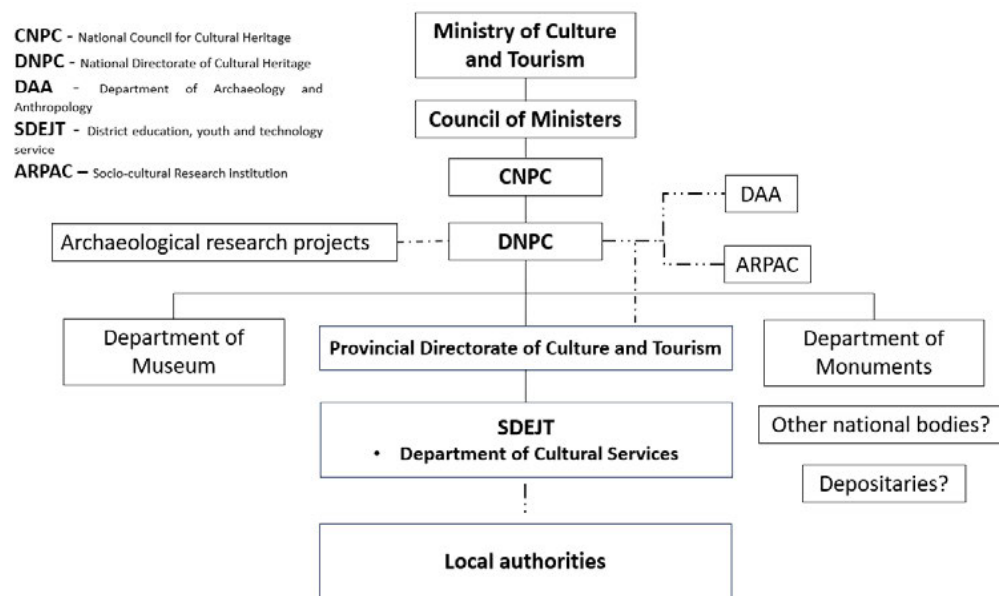 CNPC - National Council for Cultural Heritage
DNPC - National Directorate of Cultural Heritage
DAA - Department of Archaeology and
Anthropology
SDEJT - District education, youth and technology
service
ARPAC – Socio-cultural Research institution
Ministry of Culture
and Tourism
Council of Ministers
CNPC
DAA
Archaeological research projects
DNPC
ARPAC
Department of
Museum
Provincial Directorate of Culture and Tourism
Department of
Monuments
SDEJT
• Department of Cultural Services
Other national bodies?
Depositaries?
Local authorities